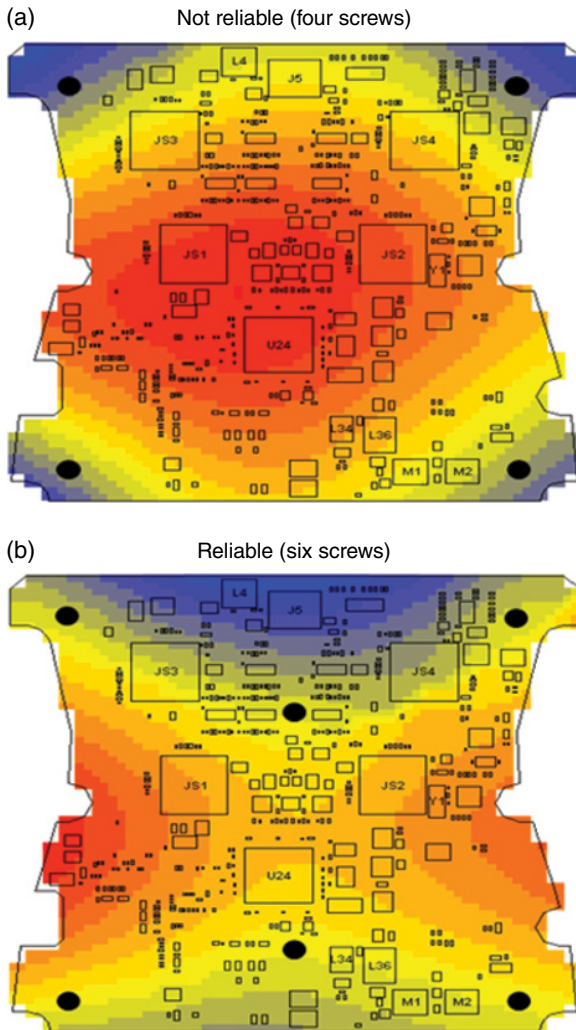 (a)
Not reliable (four screws)
L4
J5
JS3
JS4
JS1
JS2
Y1
U24
L34
L36
M1
M2
(b)
Reliable (six screws)
L4
J5
JS3
JS4
JS1
JS2
Y1
U24
L34
L36
M1
M2